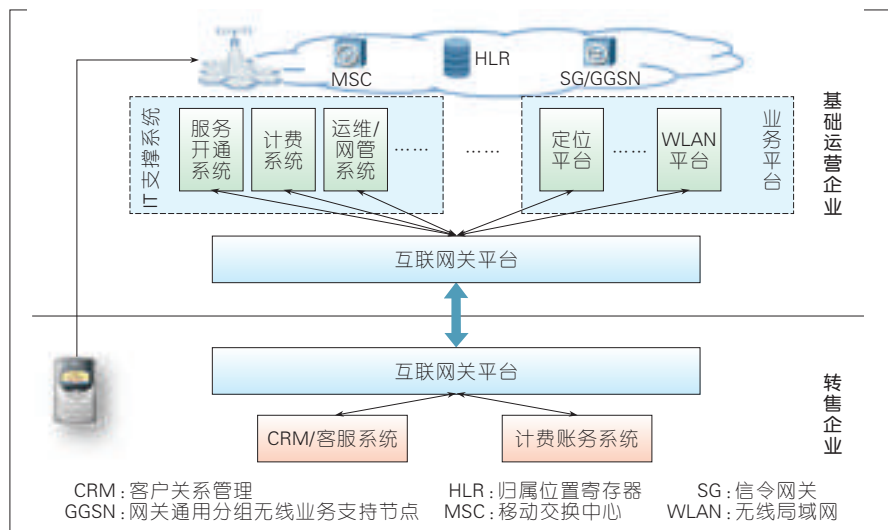 MSC
HLR
SG/GGSN
IT支撑系统
服务
开通
系统
计费
系统
运维/
网管
系统
……
……
定位
平台
……
WLAN
平台
业务平台
基础运营企业
互联网关平台
互联网关平台
CRM/客服系统
计费账务系统
转售企业
CRM：客户关系管理
HLR：归属位置寄存器
SG：信令网关
GGSN：网关通用分组无线业务支持节点
MSC：移动交换中心
WLAN：无线局域网